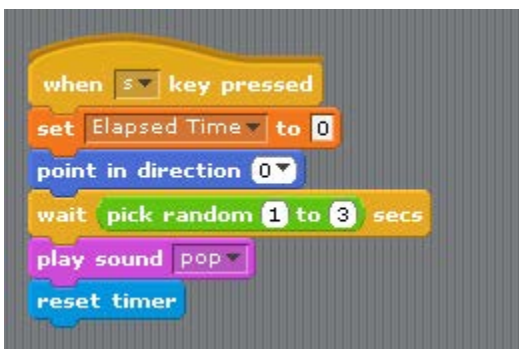 when s key pressed
set Elapsed Time to 0
point in direction 0
wait pick random 1 to 3 secs
play sound pop
reset timer